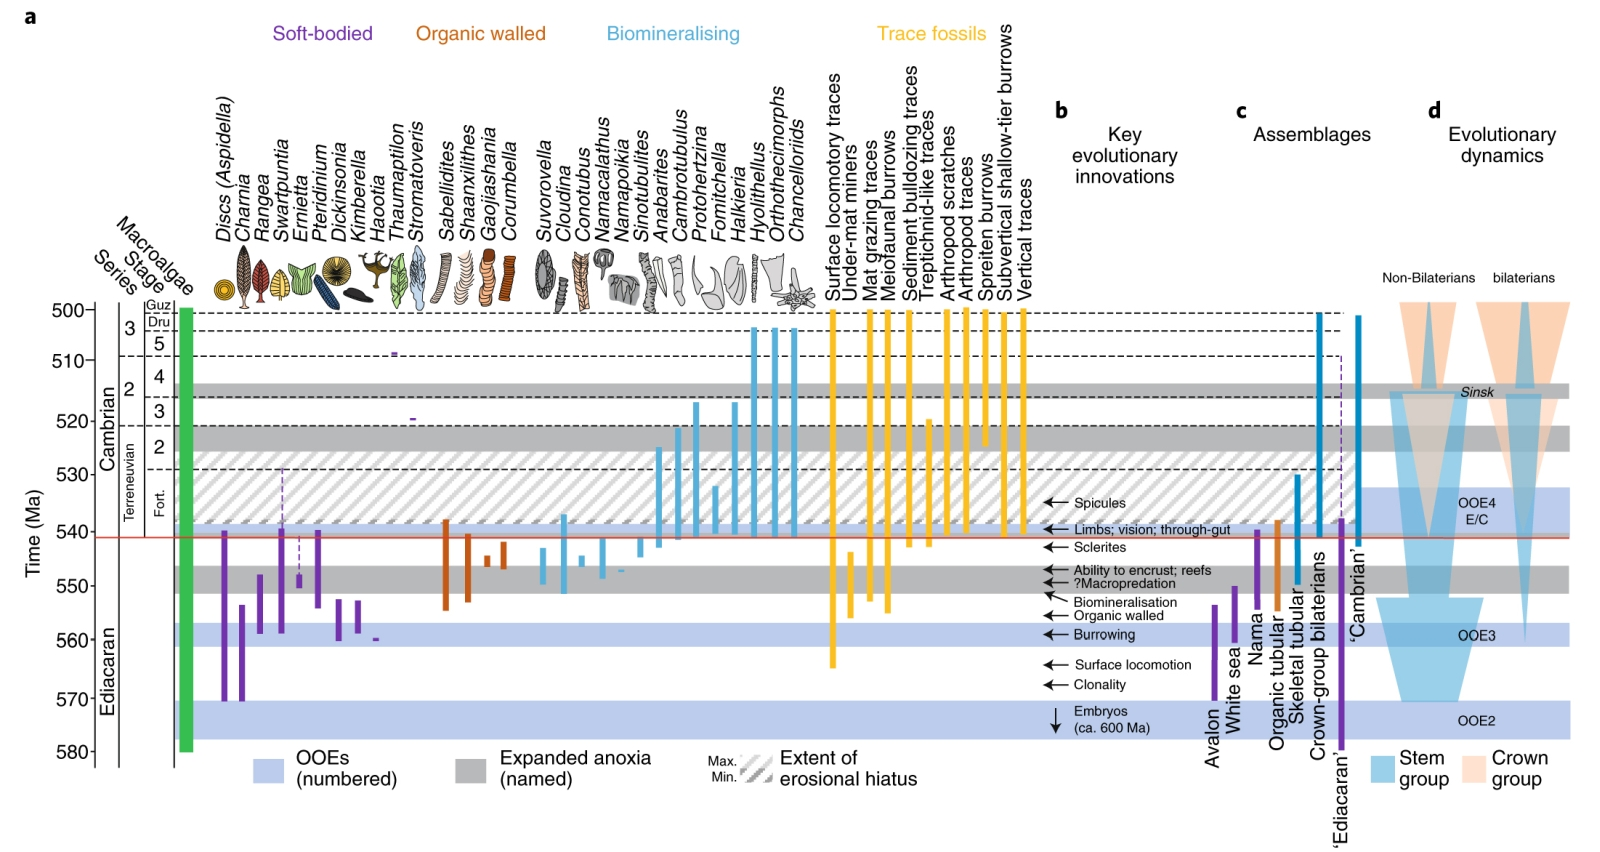 a
Soft-bodied
Organic walled
Biomineralising
Trace fossils
Discs (Aspidella)
Charnia
Rangea
Swartpuntia
Ernietta
Pteridinium
Dickinsonia
Kimberella
Haootia
Thaumaptilon
Stromatoveris
Sabellidites
Shaanxilithes
Gaojiashania
Corumbella
Suvorovella
Cloudina
Conotubus
Namacalathus
Namapoikia
Sinotubulites
Anabarites
Cambrotubulus
Protohertzina
Fomitchella
Halkieria
Hyolithellus
Orthothecimorphs
Chancelloriids
Surface locomotory traces
Under-mat miners
Mat grazing traces
Meiofaunal burrows
Sediment bulldozing traces
Treptichnid-like traces
Arthropod scratches
Arthropod traces
Spreiten burrows
Subvertical shallow-tier burrows
Vertical traces
b
Key
evolutionary
innovations
c
Assemblages
d
Evolutionary
dynamics
Series
Stage
Macroalgae
Non-Bilaterians
bilaterians
Time (Ma)
500
510
520
530
540
550
560
570
580
Cambrian
Ediacaran
3
2
Terreneuvian
Guz
Dru
5
4
3
2
Fort.
Sinsk
OOE4
E/C
OOE3
OOE2
Spicules
Limbs; vision; through-gut
Sclerites
Ability to encrust; reefs
?Macropredation
Biomineralisation
Organic walled
Burrowing
Surface locomotion
Clonality
Embryos
(ca. 600 Ma)
Avalon
White sea
Nama
Organic tubular
Skeletal tubular
Crown-group bilaterians
'Ediacaran'
'Cambrian'
OOEs
(numbered)
Expanded anoxia
(named)
Max.
Min.
Extent of
erosional hiatus
Stem
group
Crown
group